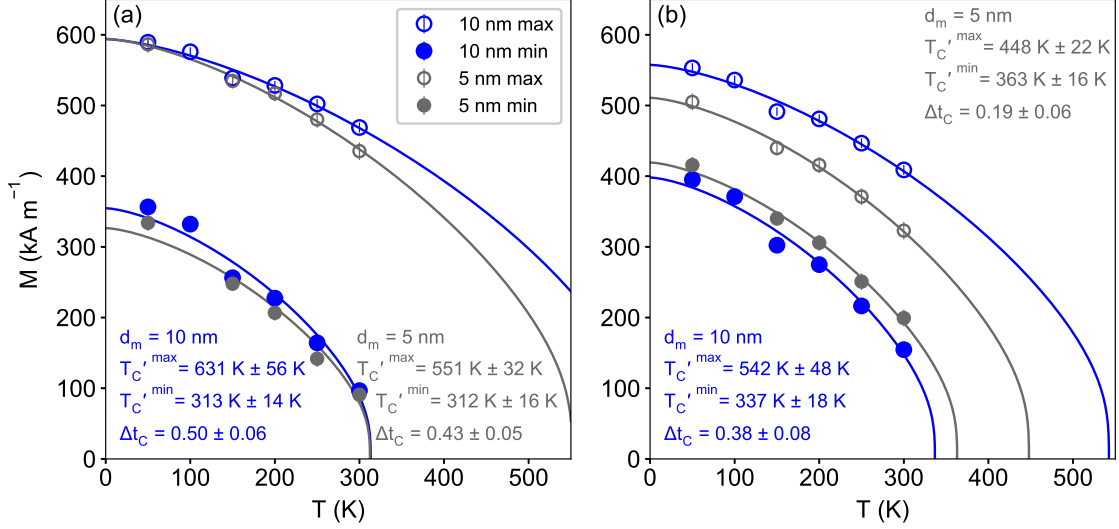 (a)
10 nm max
10 nm min
5 nm max
5 nm min
600
500
400
300
200
100
0
M (kA m⁻¹)
dₘ = 10 nm
T_C′ᵐᵃˣ = 631 K ± 56 K
T_C′ᵐⁱⁿ = 313 K ± 14 K
Δt_C = 0.50 ± 0.06
dₘ = 5 nm
T_C′ᵐᵃˣ = 551 K ± 32 K
T_C′ᵐⁱⁿ = 312 K ± 16 K
Δt_C = 0.43 ± 0.05
0 100 200 300 400 500
T (K)
(b)
dₘ = 5 nm
T_C′ᵐᵃˣ = 448 K ± 22 K
T_C′ᵐⁱⁿ = 363 K ± 16 K
Δt_C = 0.19 ± 0.06
600
500
400
300
200
100
0
dₘ = 10 nm
T_C′ᵐᵃˣ = 542 K ± 48 K
T_C′ᵐⁱⁿ = 337 K ± 18 K
Δt_C = 0.38 ± 0.08
0 100 200 300 400 500
T (K)